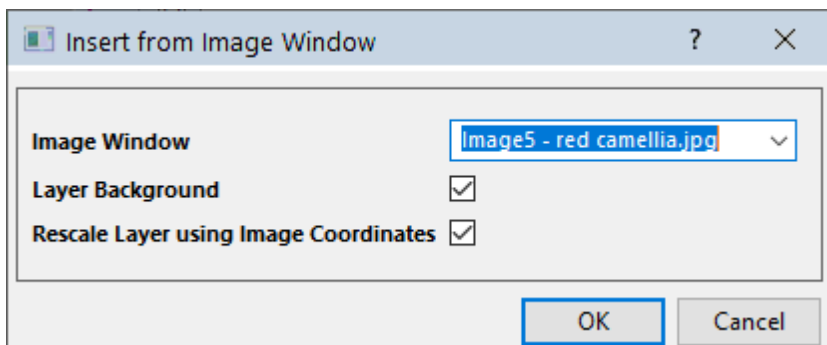 Insert from Image Window ?
Image Window Image5 - red camellia.jpg
Layer Background
Rescale Layer using Image Coordinates
OK Cancel